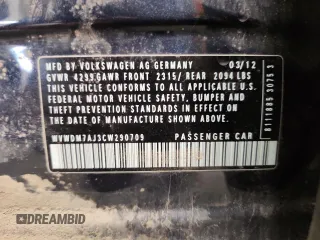 MFD BY VOLKSWAGEN AG GERMANY 03/12
GVWR 4299 GAWR FRONT 2315/ REAR 2094 LBS
THIS VEHICLE CONFORMS TO ALL APPLICABLE U.S.
FEDERAL MOTOR VEHICLE SAFETY, BUMPER AND
THEFT PREVENTION STANDARDS IN EFFECT ON THE
DATE OF MANUFACTURE SHOWN ABOVE.
WVWDM7AJ3CW290709 PASSENGER CAR
DREAMBID